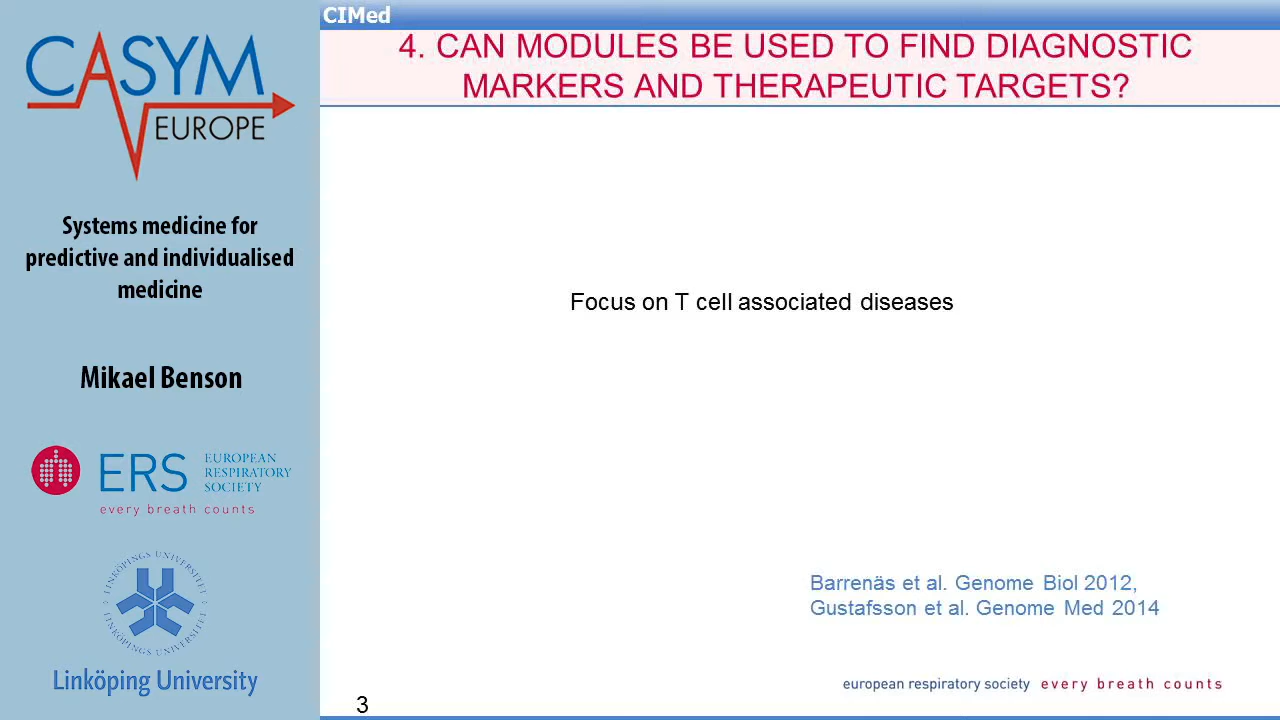 CASYM
EUROPE
Systems medicine for
predictive and individualised
medicine
Mikael Benson
ERS
EUROPEAN
RESPIRATORY
SOCIETY
every breath counts
LINKÖPINGS UNIVERSITET
LINKÖPINGS UNIVERSITET
Linköping University
CIMed
4. CAN MODULES BE USED TO FIND DIAGNOSTIC
MARKERS AND THERAPEUTIC TARGETS?
Focus on T cell associated diseases
Barrenäs et al. Genome Biol 2012,
Gustafsson et al. Genome Med 2014
european respiratory society every breath counts
3